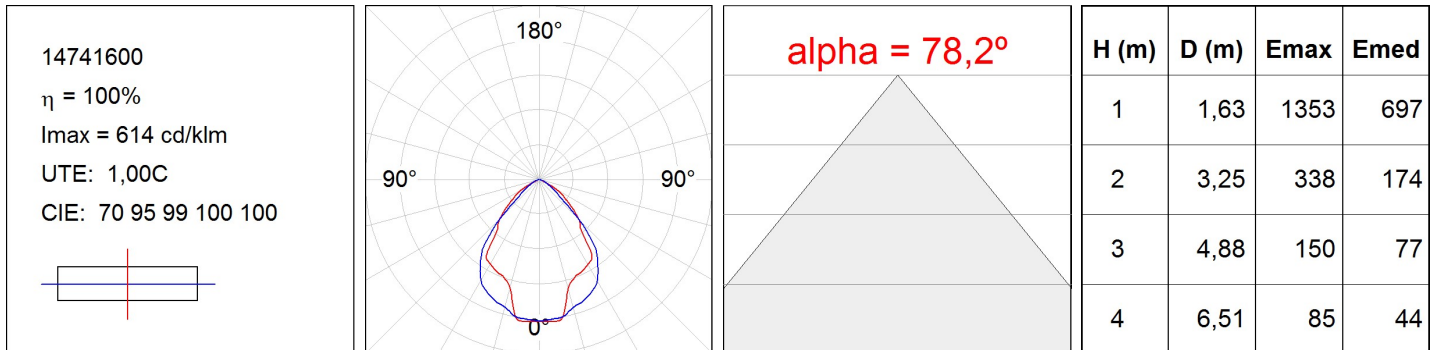 14741600
η = 100%
Imax = 614 cd/klm
UTE: 1,00C
CIE: 70 95 99 100 100
180°
90° 90°
0°
alpha = 78,2º
H (m) D (m) Emax Emed
1 1,63 1353 697
2 3,25 338 174
3 4,88 150 77
4 6,51 85 44